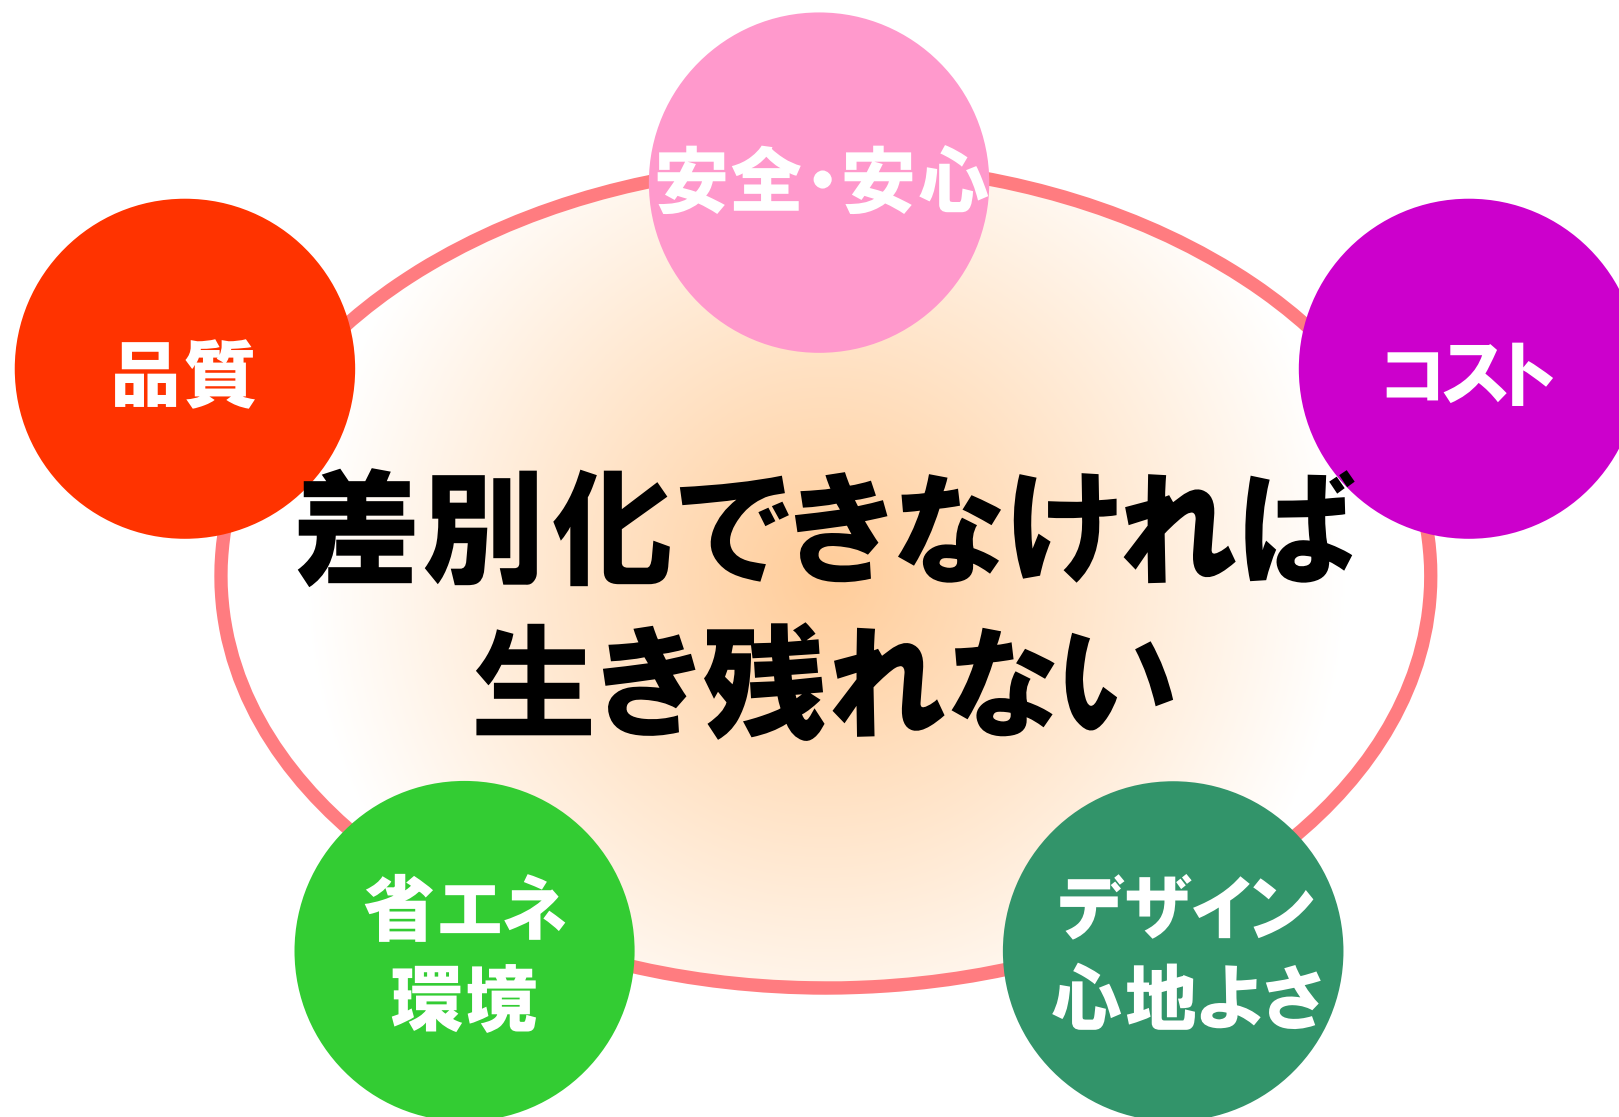 安全・安心
品質
コスト
差別化できなければ
生き残れない
省エネ
環境
デザイン
心地よさ